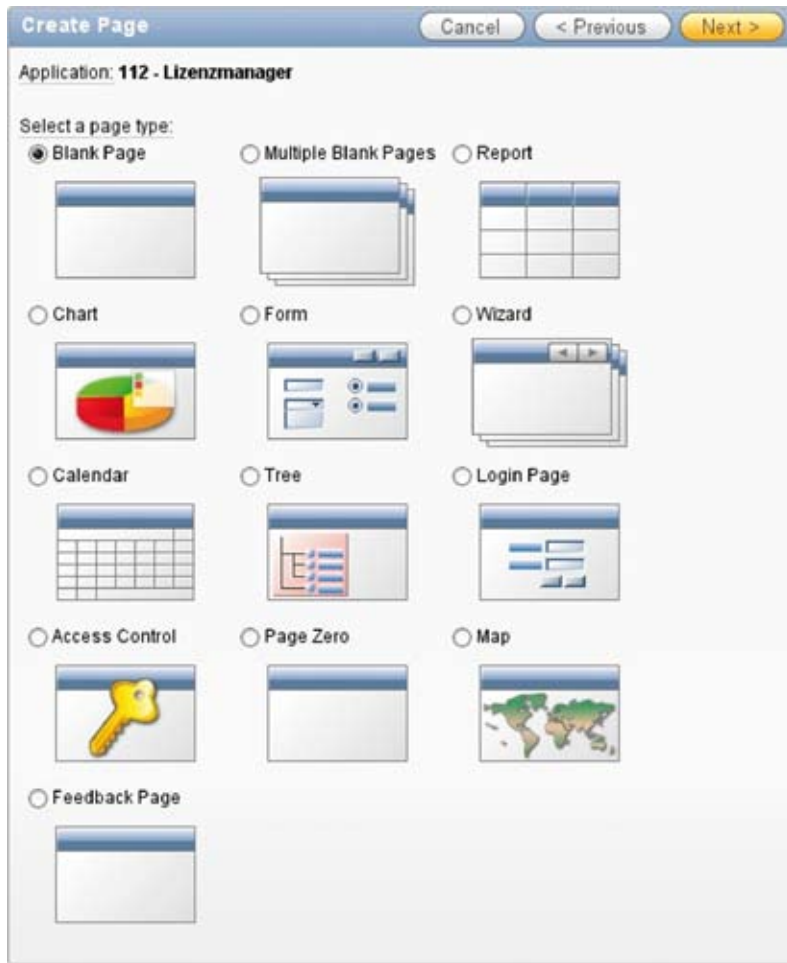 Create Page Cancel < Previous Next >
Application: 112 - Lizenzmanager
Select a page type:
Blank Page Multiple Blank Pages Report
Chart Form Wizard
Calendar Tree Login Page
Access Control Page Zero Map
Feedback Page